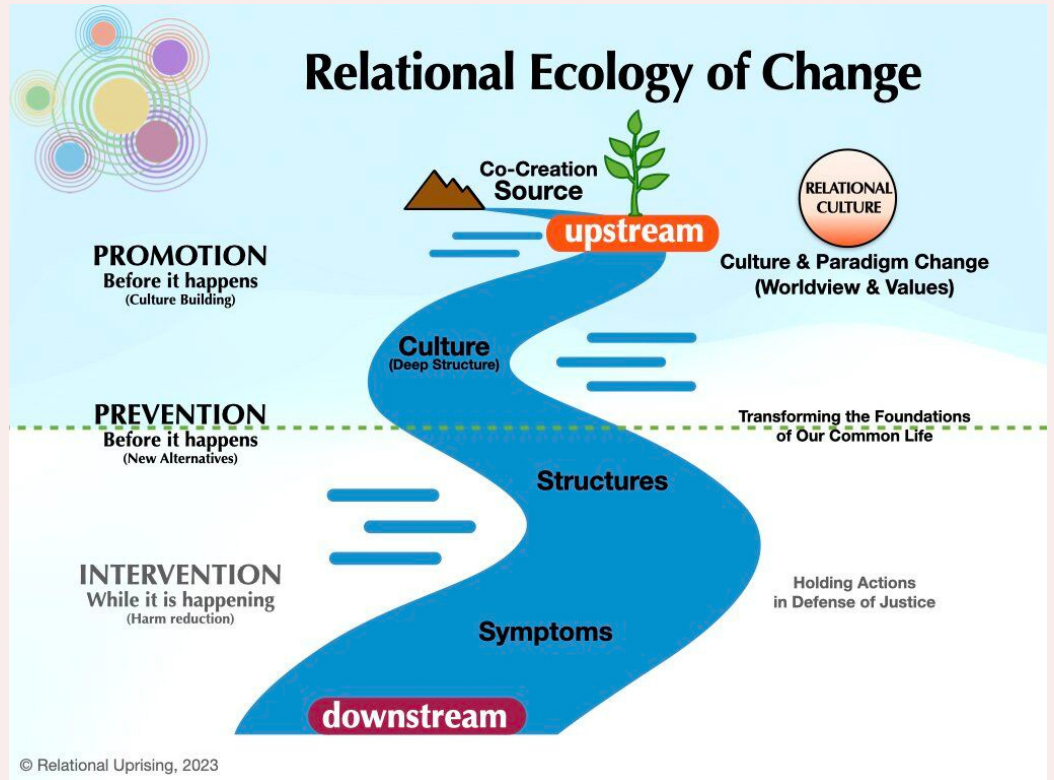 Relational Ecology of Change
Co-Creation
Source
upstream
RELATIONAL
CULTURE
PROMOTION
Before it happens
(Culture Building)
Culture & Paradigm Change
(Worldview & Values)
Culture
(Deep Structure)
PREVENTION
Before it happens
(New Alternatives)
Transforming the Foundations
of Our Common Life
Structures
INTERVENTION
While it is happening
(Harm reduction)
Holding Actions
in Defense of Justice
Symptoms
downstream
© Relational Uprising, 2023